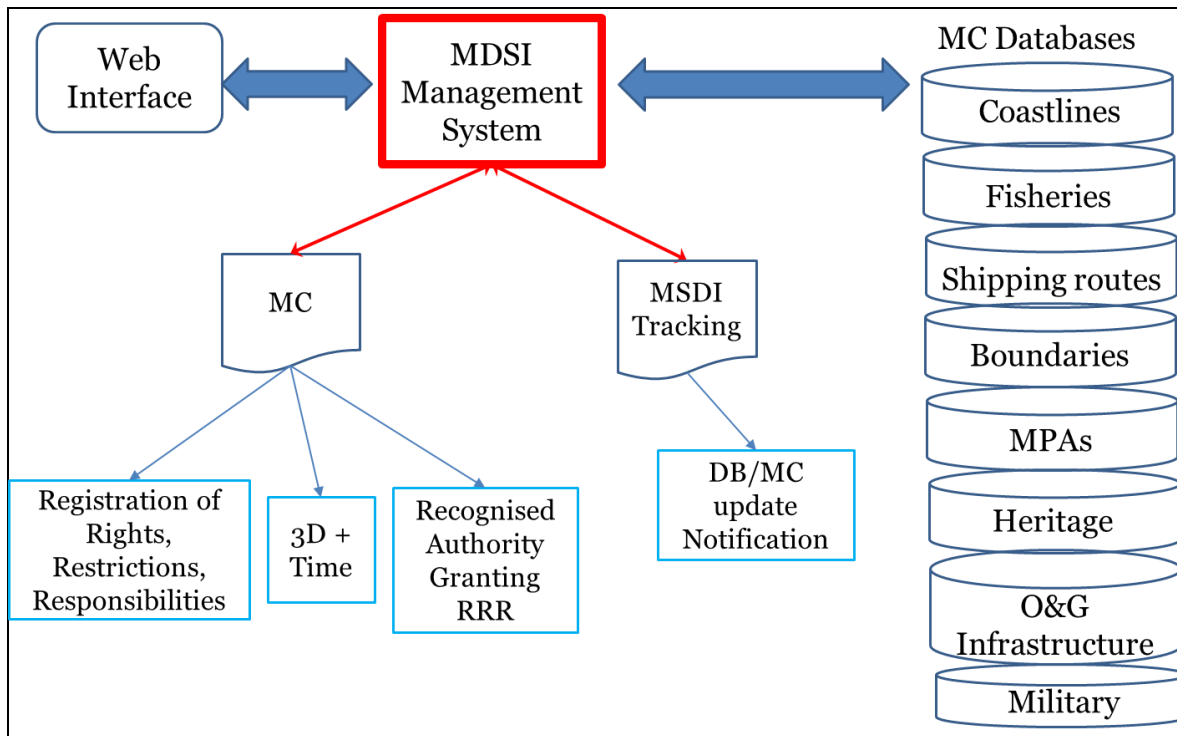 Web
Interface
MDSI
Management
System
MC Databases
Coastlines
Fisheries
Shipping routes
Boundaries
MPAs
Heritage
O&G
Infrastructure
Military
MC
MSDI
Tracking
Registration of
Rights,
Restrictions,
Responsibilities
3D +
Time
Recognised
Authority
Granting
RRR
DB/MC
update
Notification